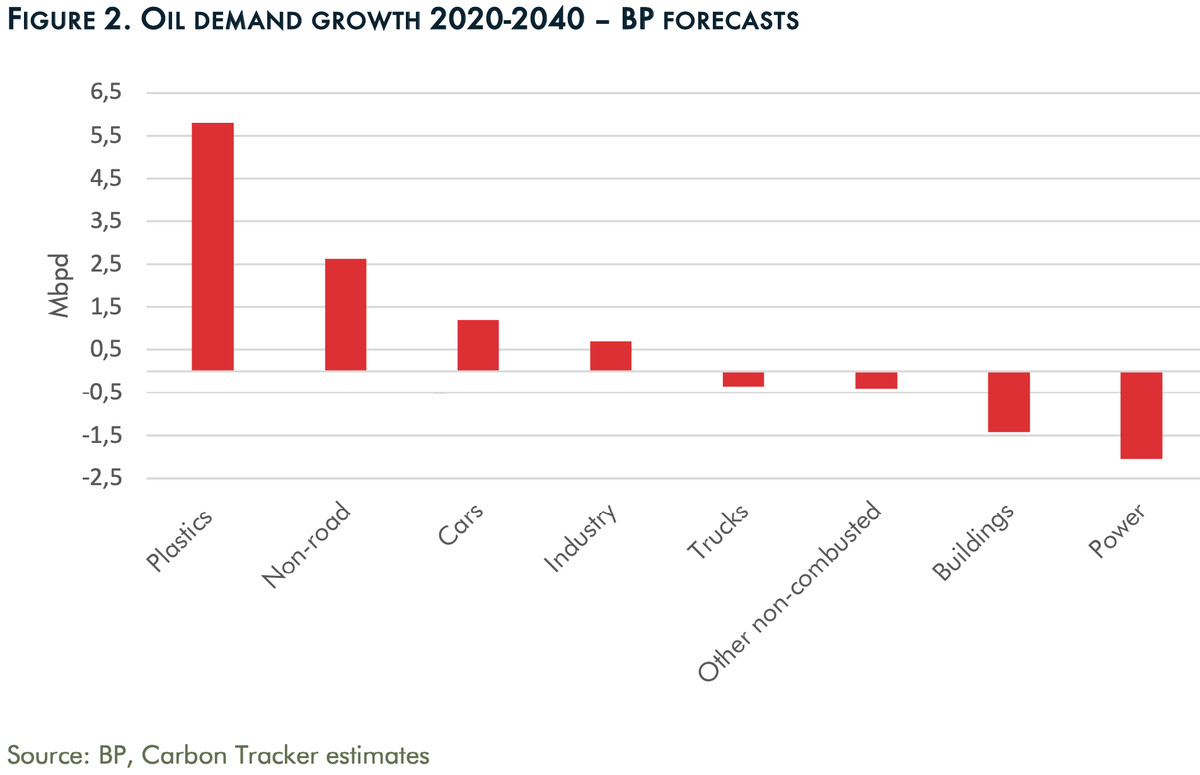 Figure 2. Oil demand growth 2020-2040 – BP forecasts
6,5
5,5
4,5
3,5
2,5
1,5
0,5
-0,5
-1,5
-2,5
Mbpd
Plastics
Non-road
Cars
Industry
Trucks
Other non-combusted
Buildings
Power
Source: BP, Carbon Tracker estimates